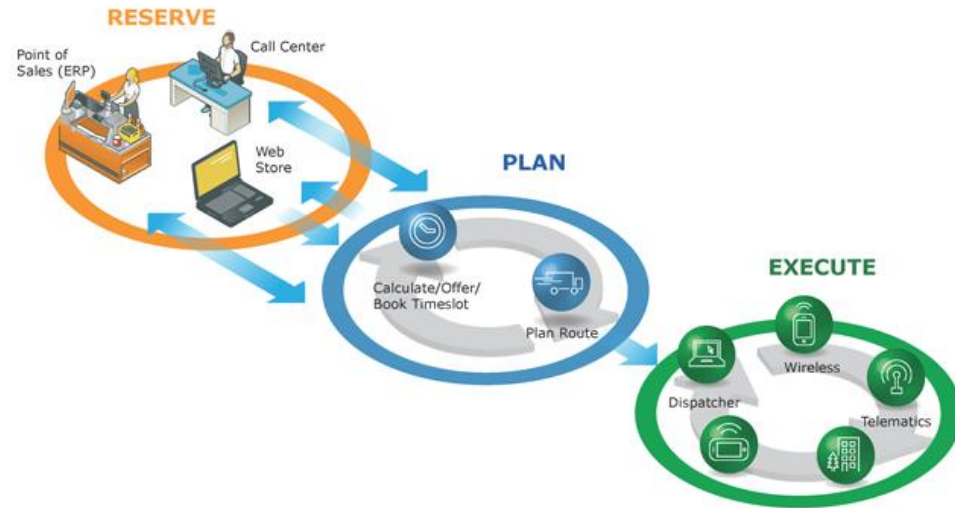 RESERVE
Point of
Sales (ERP)
Call Center
Web
Store
PLAN
Calculate/Offer/
Book Timeslot
Plan Route
EXECUTE
Wireless
Dispatcher
Telematics